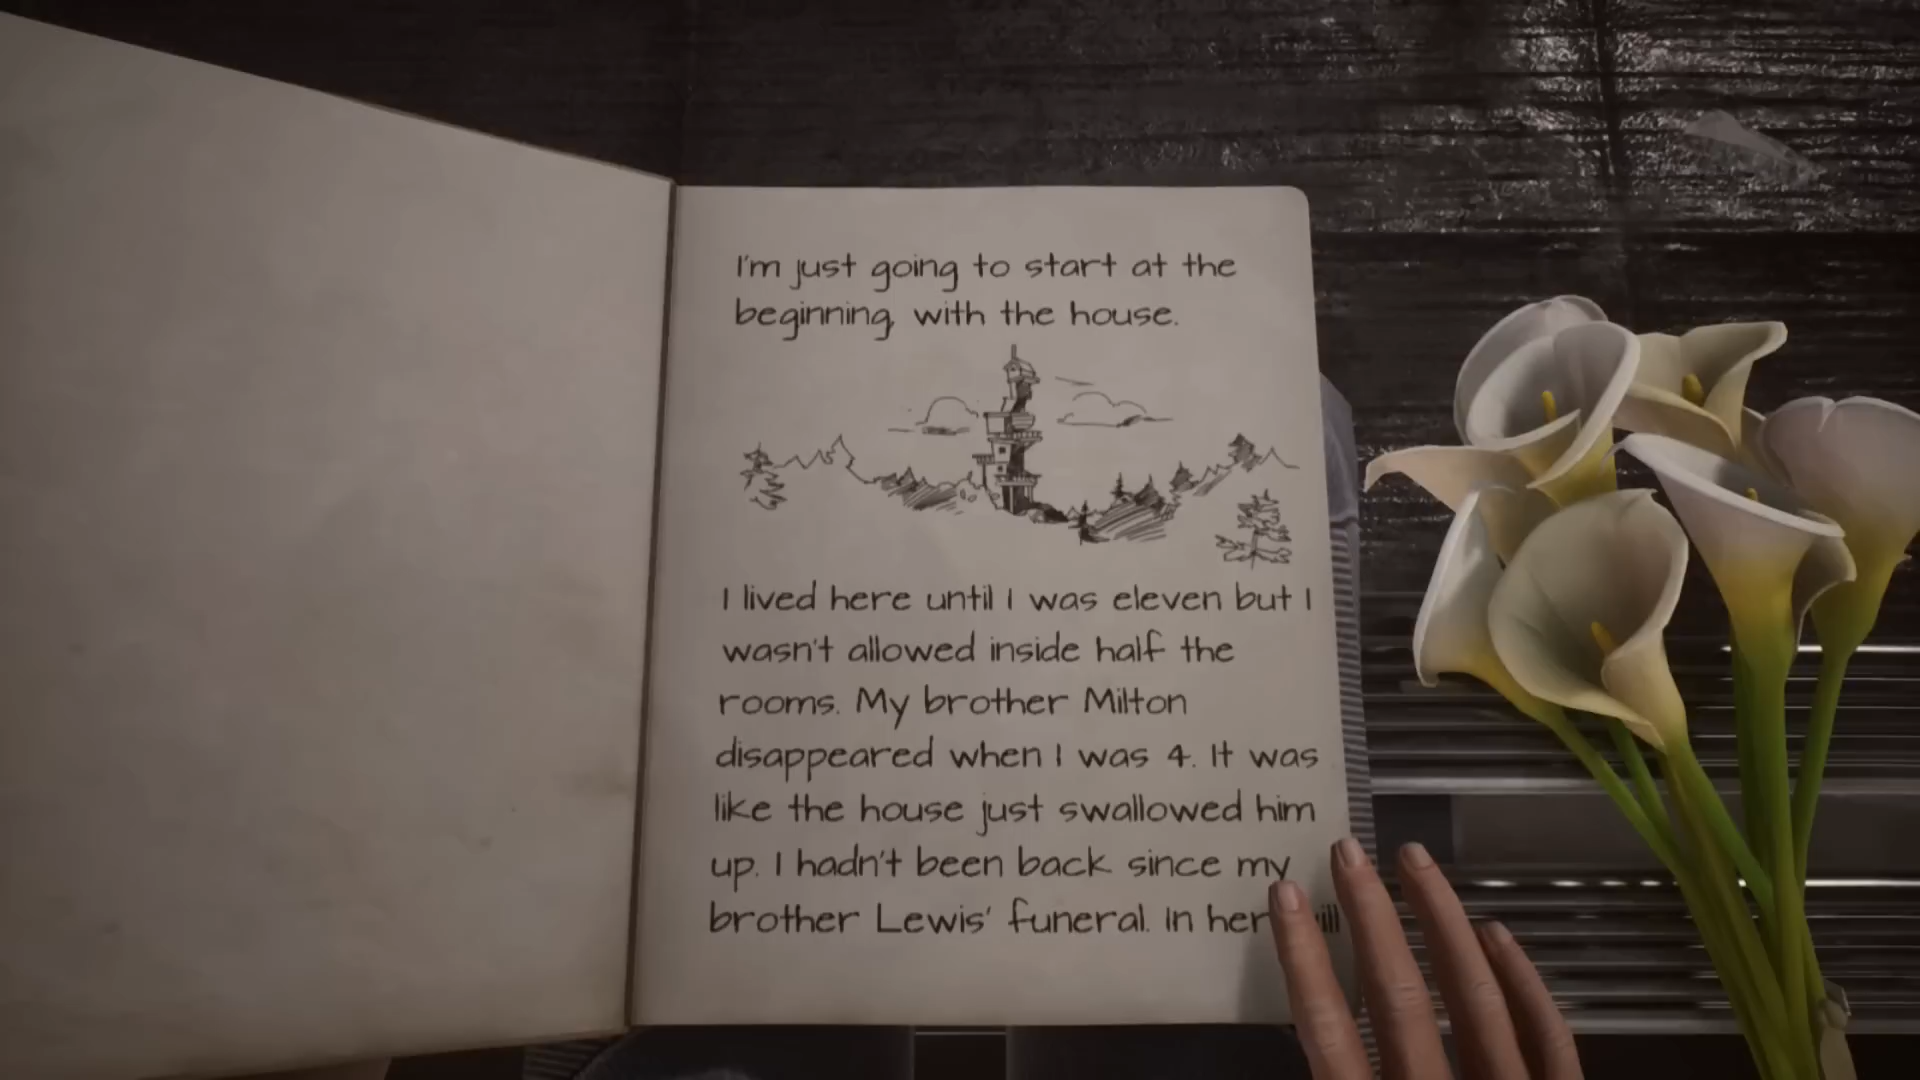 I'm just going to start at the
beginning, with the house.
I lived here until I was eleven but I
wasn't allowed inside half the
rooms. My brother Milton
disappeared when I was 4. It was
like the house just swallowed him
up. I hadn't been back since my
brother Lewis' funeral. In her